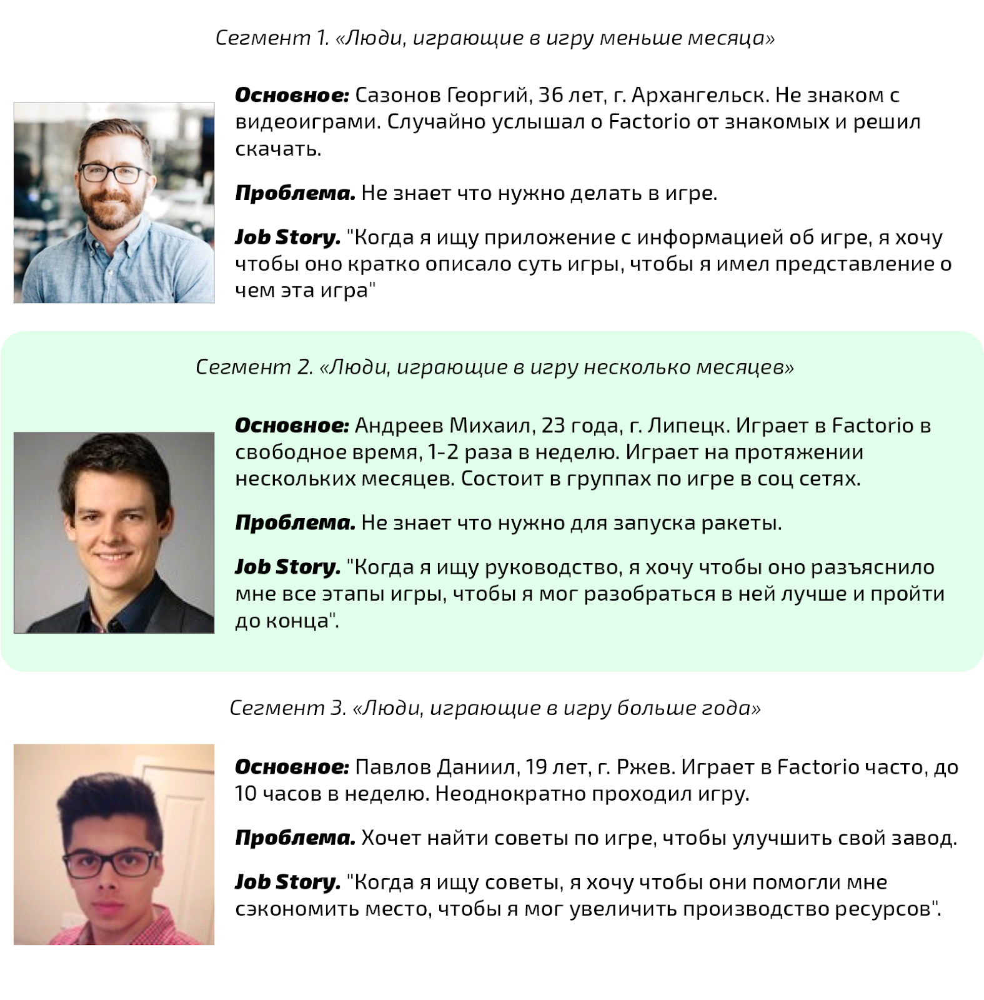 Сегмент 1. «Люди, играющие в игру меньше месяца»
Основное: Сазонов Георгий, 36 лет, г. Архангельск. Не знаком с
видеоиграми. Случайно услышал о Factorio от знакомых и решил
скачать.
Проблема. Не знает что нужно делать в игре.
Job Story. "Когда я ищу приложение с информацией об игре, я хочу
чтобы оно кратко описало суть игры, чтобы я имел представление о
чем эта игра"
Сегмент 2. «Люди, играющие в игру несколько месяцев»
Основное: Андреев Михаил, 23 года, г. Липецк. Играет в Factorio в
свободное время, 1-2 раза в неделю. Играет на протяжении
нескольких месяцев. Состоит в группах по игре в соц сетях.
Проблема. Не знает что нужно для запуска ракеты.
Job Story. "Когда я ищу руководство, я хочу чтобы оно разъяснило
мне все этапы игры, чтобы я мог разобраться в ней лучше и пройти
до конца".
Сегмент 3. «Люди, играющие в игру больше года»
Основное: Павлов Даниил, 19 лет, г. Ржев. Играет в Factorio часто, до
10 часов в неделю. Неоднократно проходил игру.
Проблема. Хочет найти советы по игре, чтобы улучшить свой завод.
Job Story. "Когда я ищу советы, я хочу чтобы они помогли мне
сэкономить место, чтобы я мог увеличить производство ресурсов".